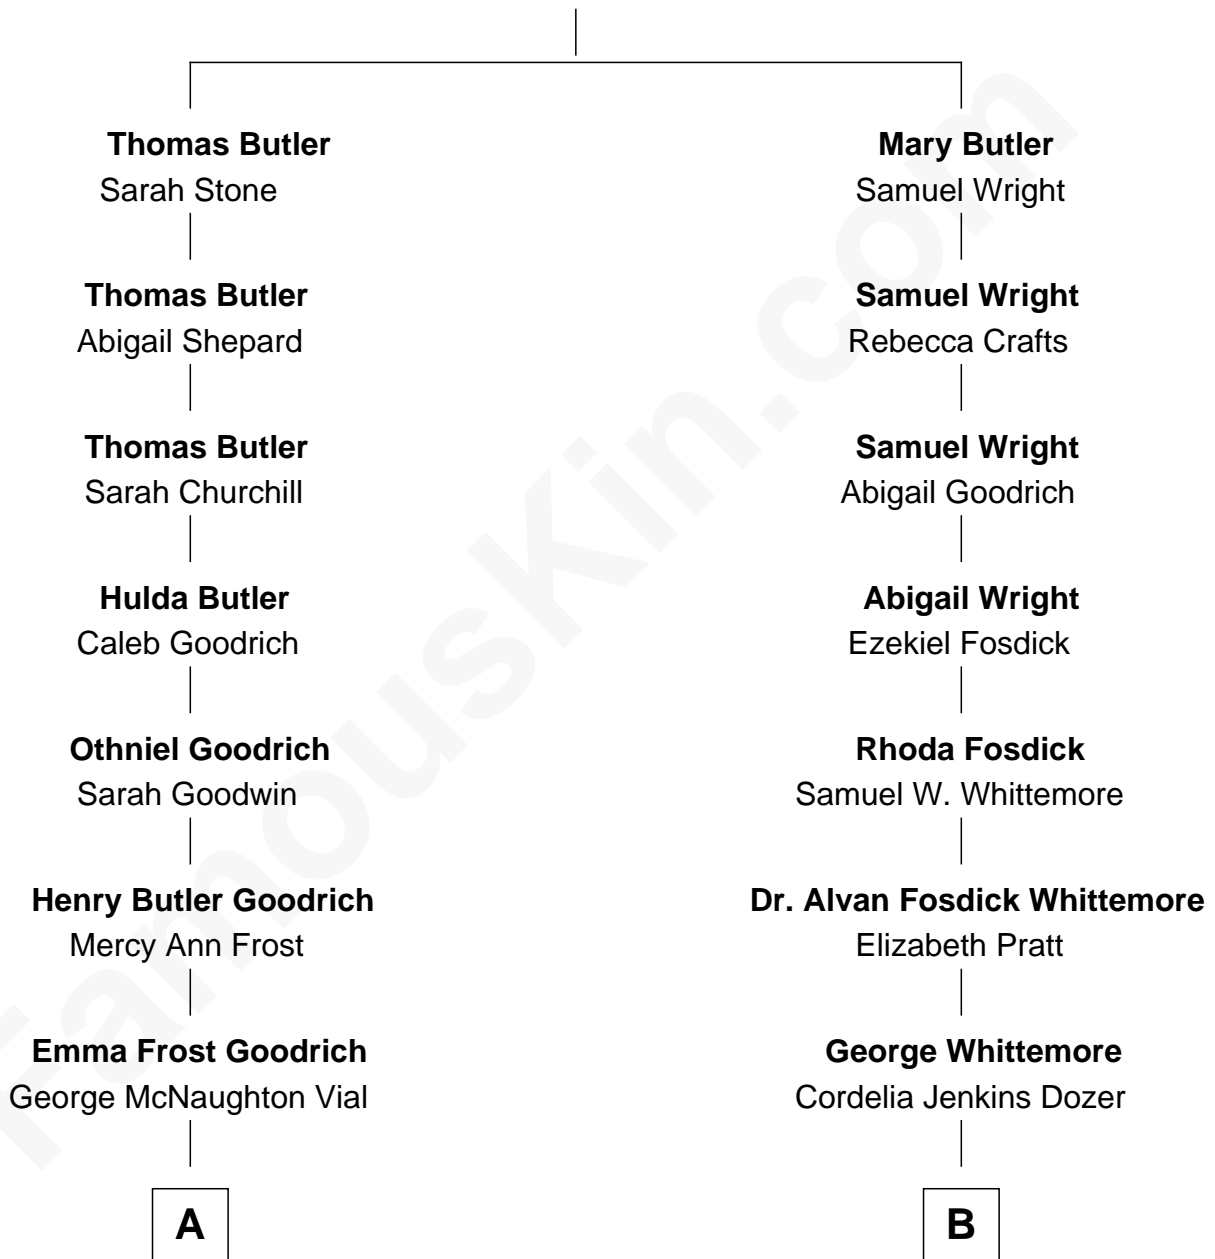 Thomas Butler
Sarah Stone
Thomas Butler
Abigail Shepard
Thomas Butler
Sarah Churchill
Hulda Butler
Caleb Goodrich
Othniel Goodrich
Sarah Goodwin
Henry Butler Goodrich
Mercy Ann Frost
Emma Frost Goodrich
George McNaughton Vial
A
Mary Butler
Samuel Wright
Samuel Wright
Rebecca Crafts
Samuel Wright
Abigail Goodrich
Abigail Wright
Ezekiel Fosdick
Rhoda Fosdick
Samuel W. Whittemore
Dr. Alvan Fosdick Whittemore
Elizabeth Pratt
George Whittemore
Cordelia Jenkins Dozer
B
FamousKin.com